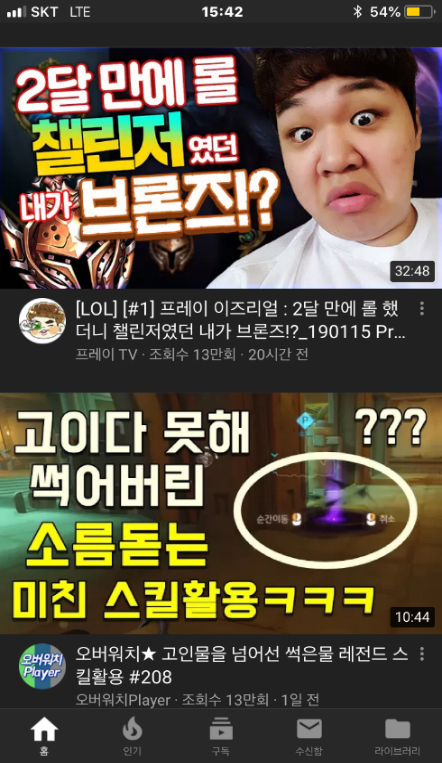 SKT LTE 15:42 54%
2달 만에 롤
챌린저였던
내가 브론즈!?
32:48
[LOL] [#1] 프레이 이즈리얼 : 2달 만에 롤 했
더니 챌린저였던 내가 브론즈!?_190115 Pr...
프레이 TV · 조회수 13만회 · 20시간 전
고이다 못해 ???
썩어버린
순간이동 취소
소름돋는
미친 스킬활용ㅋㅋㅋ
10:44
오버워치
Player
오버워치★ 고인물을 넘어선 썩은물 레전드 스
킬활용 #208
오버워치Player · 조회수 13만회 · 1일 전
홈 인기 구독 수신함 라이브러리